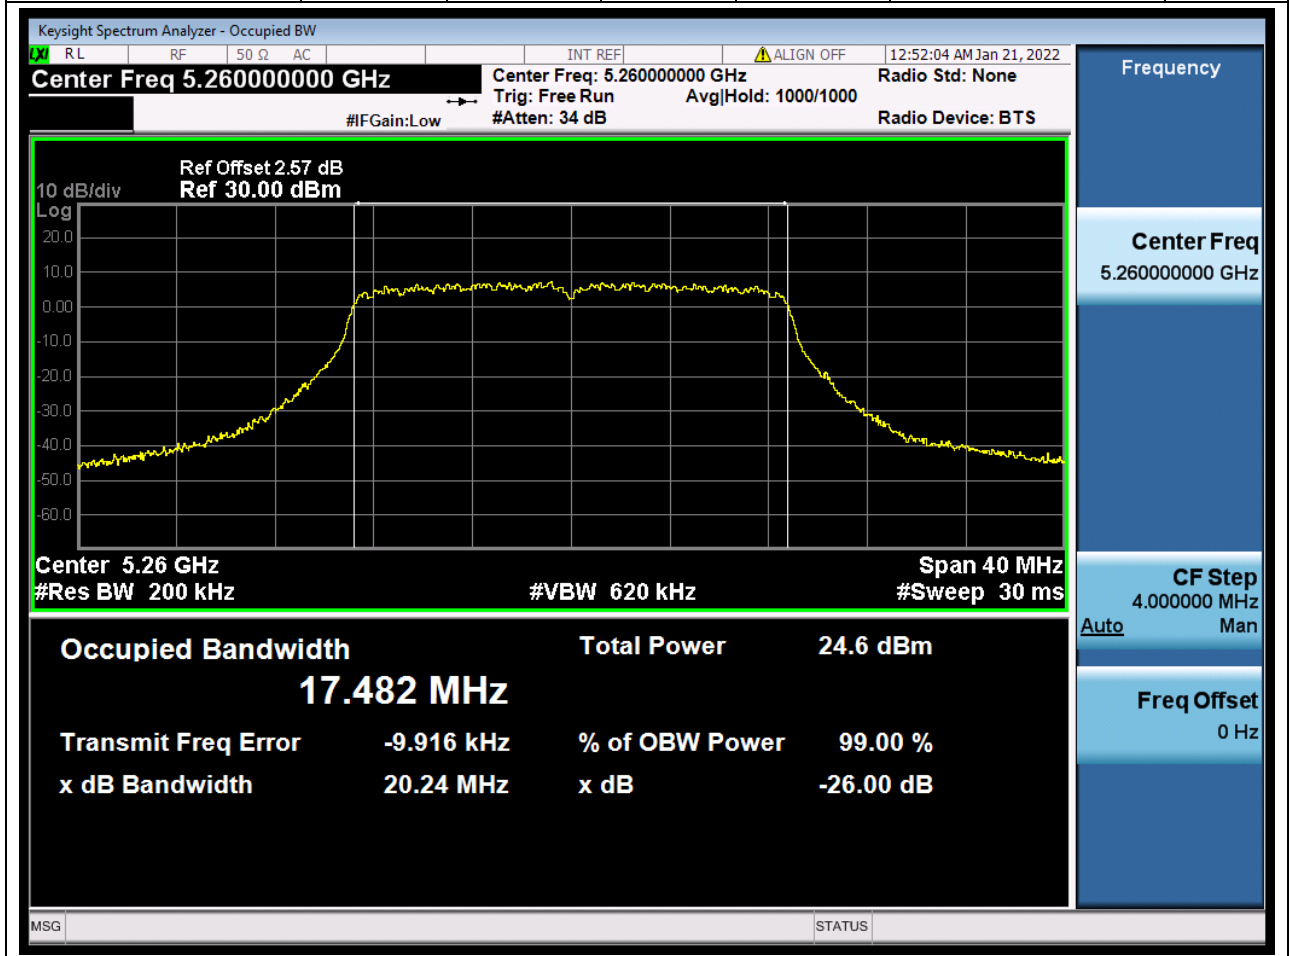 Keysight Spectrum Analyzer - Occupied BW
LXI RL RF 50 Ω AC INT REF ALIGN OFF 12:52:04 AM Jan 21, 2022
Center Freq 5.260000000 GHz
Center Freq: 5.260000000 GHz Radio Std: None
Trig: Free Run Avg|Hold: 1000/1000
#IFGain:Low #Atten: 34 dB Radio Device: BTS
Frequency
Ref Offset 2.57 dB
10 dB/div Ref 30.00 dBm
Log
20.0
10.0
0.00
-10.0
-20.0
-30.0
-40.0
-50.0
-60.0
Center 5.26 GHz Span 40 MHz
#Res BW 200 kHz #VBW 620 kHz #Sweep 30 ms
Center Freq
5.260000000 GHz
CF Step
4.000000 MHz
Auto Man
Freq Offset
0 Hz
Occupied Bandwidth Total Power 24.6 dBm
17.482 MHz
Transmit Freq Error -9.916 kHz % of OBW Power 99.00 %
x dB Bandwidth 20.24 MHz x dB -26.00 dB
MSG STATUS